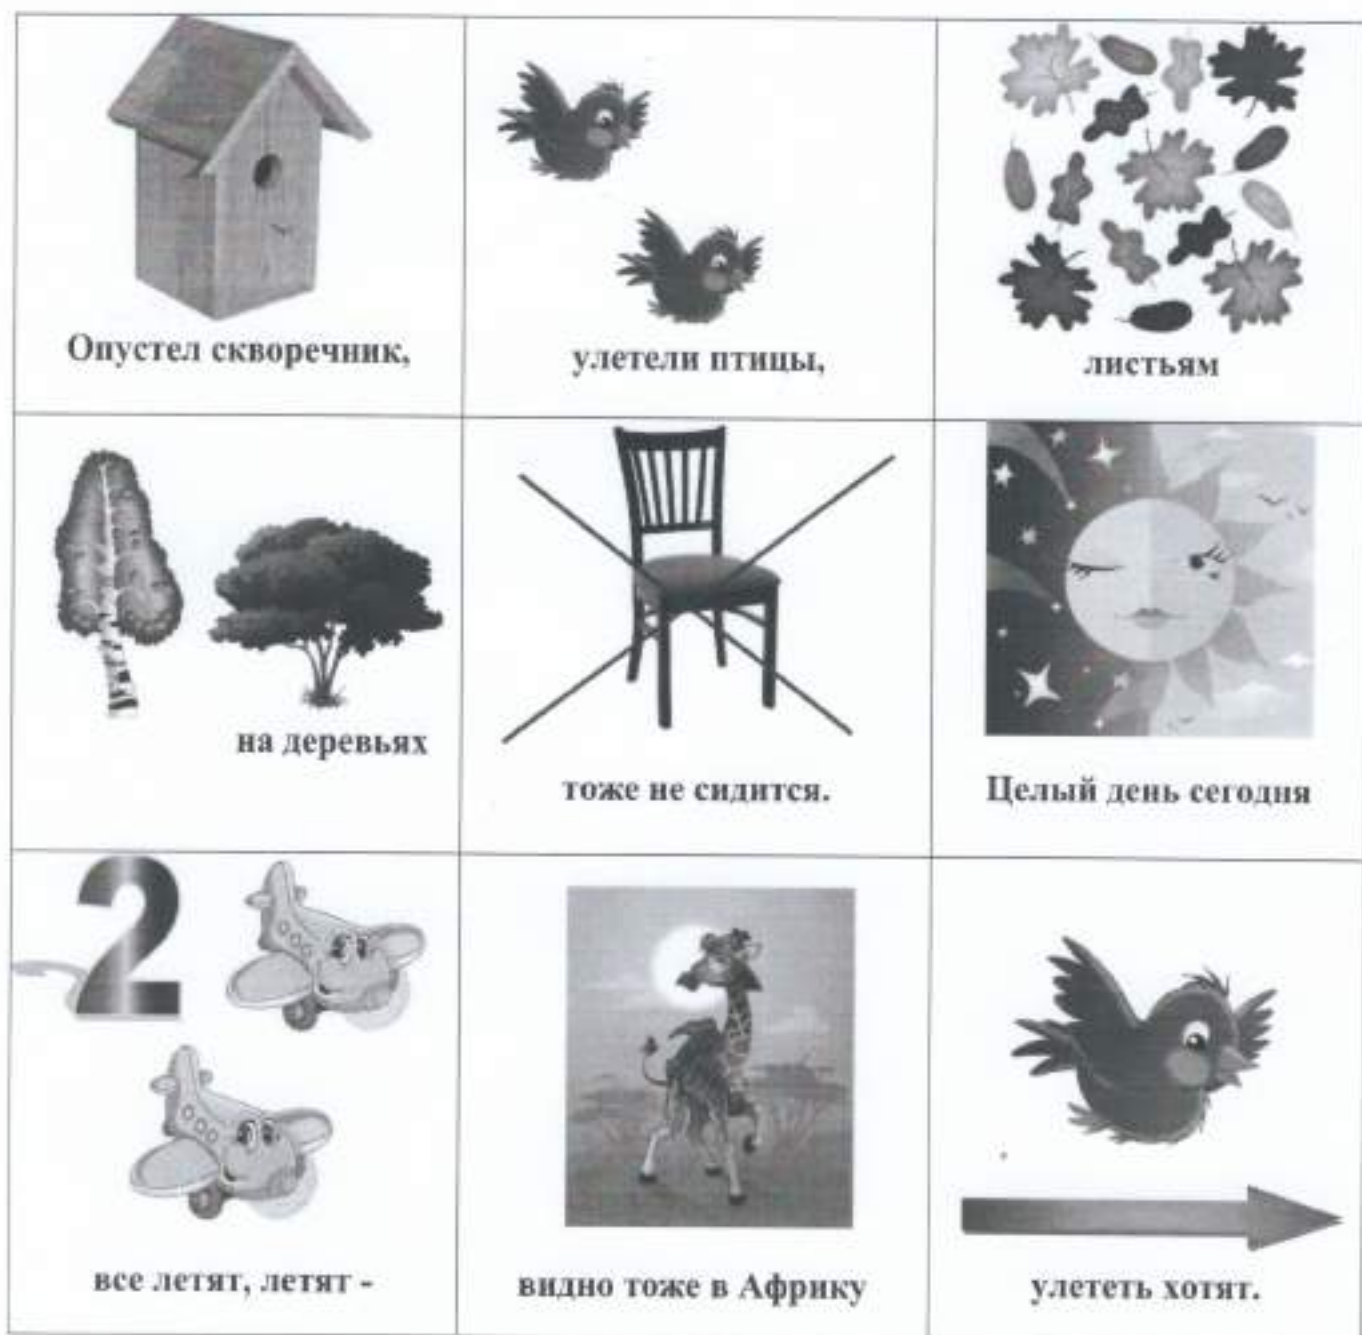 Опустел скворечник,
улетели птицы,
листьям
на деревьях
тоже не сидится.
Целый день сегодня
2
все летят, летят -
видно тоже в Африку
улететь хотят.